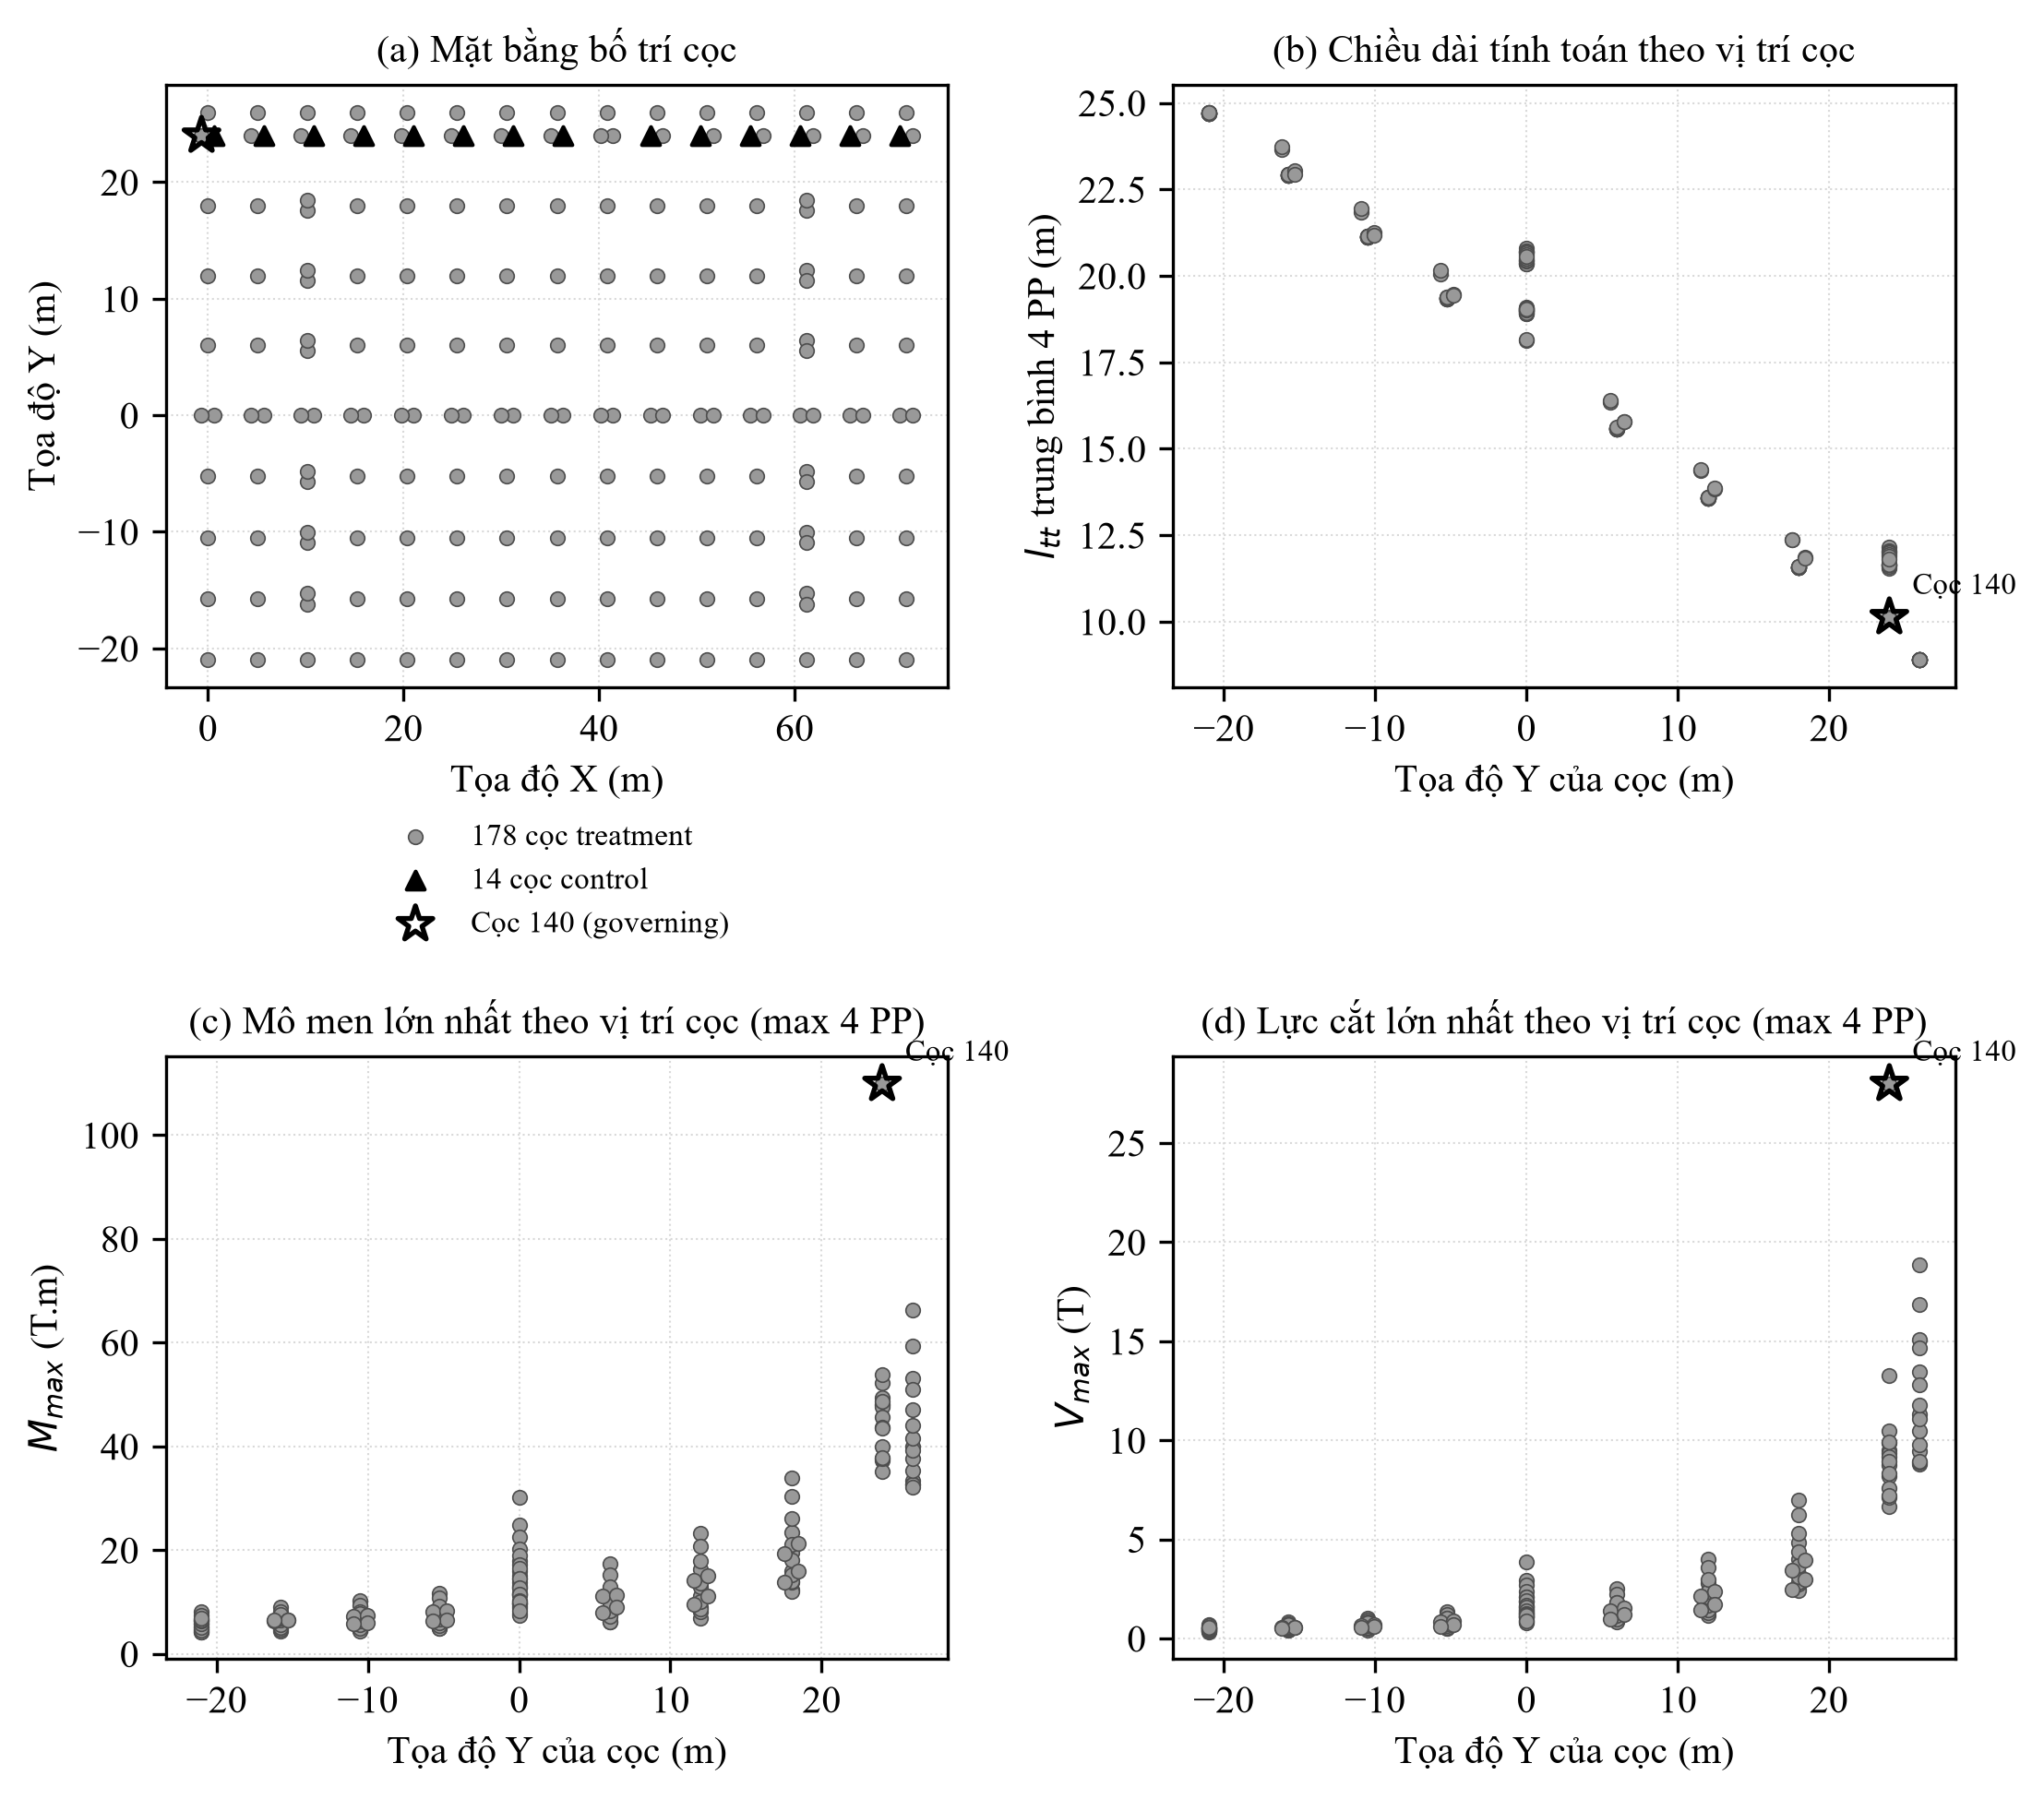 (a) Mặt bằng bố trí cọc
Tọa độ Y (m)
20
10
0
−10
−20
0
20
40
60
Tọa độ X (m)
178 cọc treatment
14 cọc control
Cọc 140 (governing)
(b) Chiều dài tính toán theo vị trí cọc
l_tt trung bình 4 PP (m)
25.0
22.5
20.0
17.5
15.0
12.5
10.0
Cọc 140
−20
−10
0
10
20
Tọa độ Y của cọc (m)
(c) Mô men lớn nhất theo vị trí cọc (max 4 PP)
Cọc 140
M_max (T.m)
100
80
60
40
20
0
−20
−10
0
10
20
Tọa độ Y của cọc (m)
(d) Lực cắt lớn nhất theo vị trí cọc (max 4 PP)
Cọc 140
V_max (T)
25
20
15
10
5
0
−20
−10
0
10
20
Tọa độ Y của cọc (m)